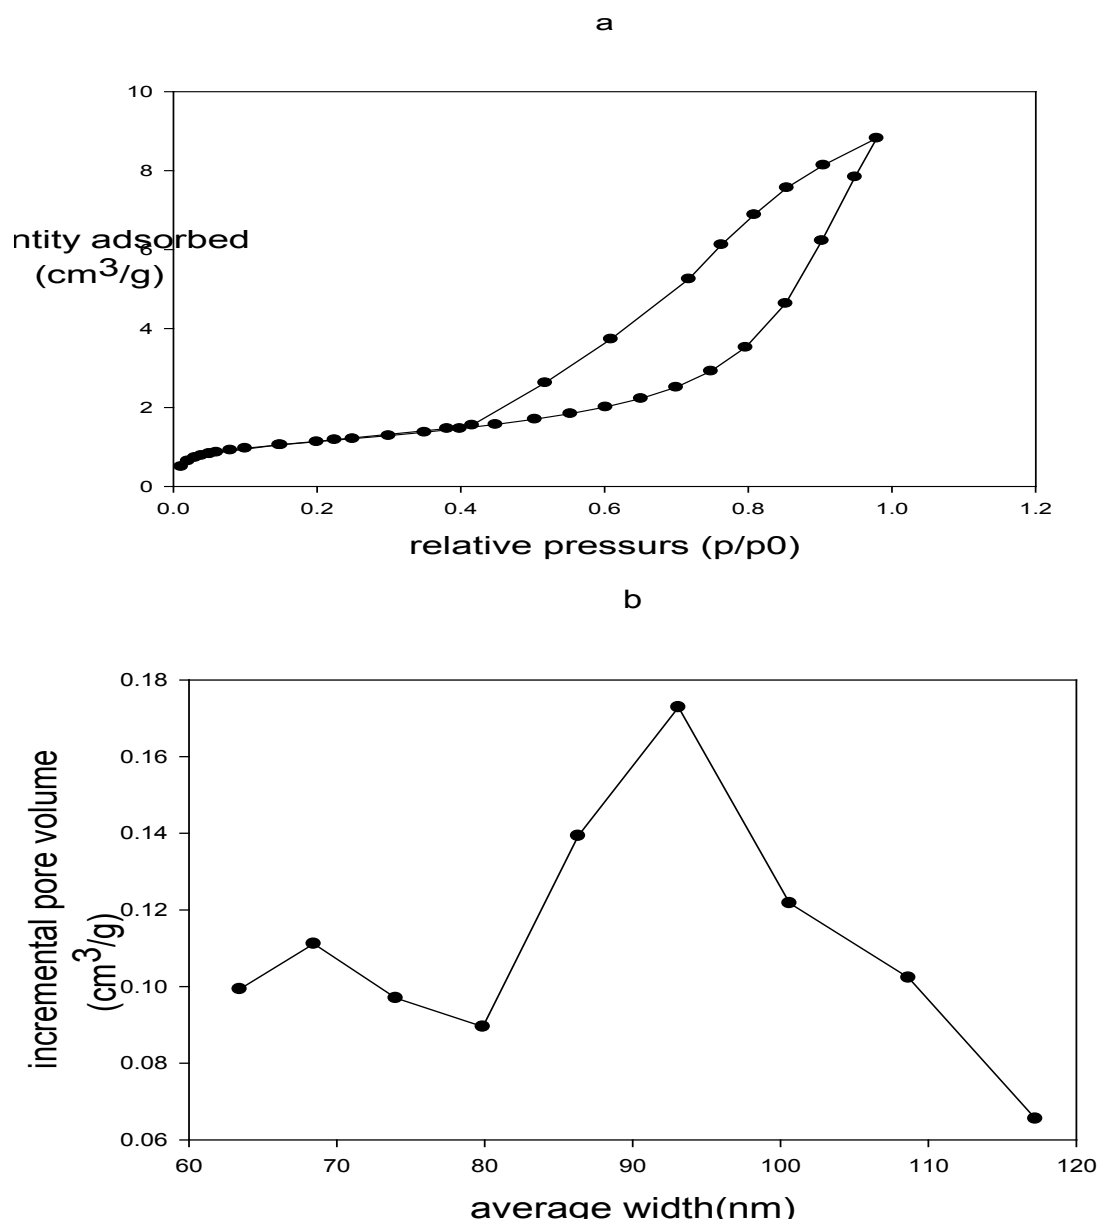 a
10
8
ntity adsorbed
6
(cm3/g)
4
2
0
0.0 0.2 0.4 0.6 0.8 1.0 1.2
relative pressurs (p/p0)
b
0.18
0.16
0.14
0.12
0.10
0.08
0.06
incremental pore volume
(cm3/g)
60 70 80 90 100 110 120
average width(nm)